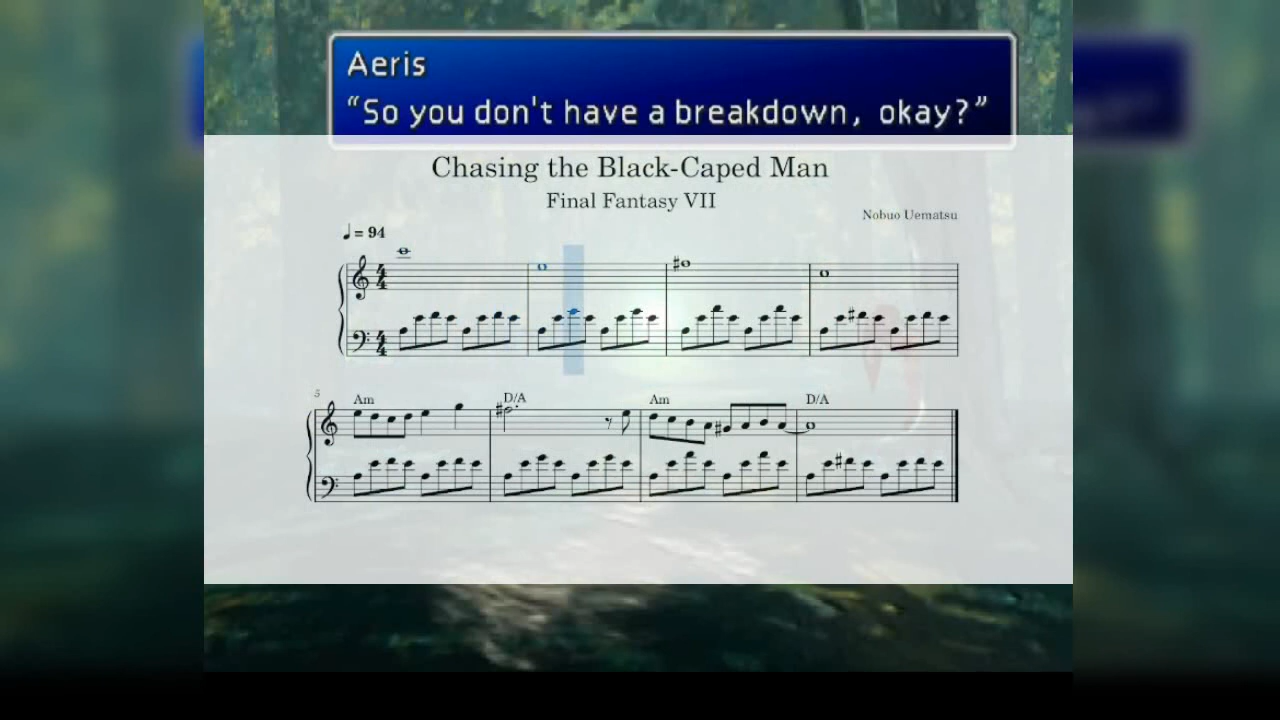 Aeris
“So you don't have a breakdown, okay?”
Chasing the Black-Caped Man
Final Fantasy VII
Nobuo Uematsu
♩ = 94
5
Am D/A Am D/A